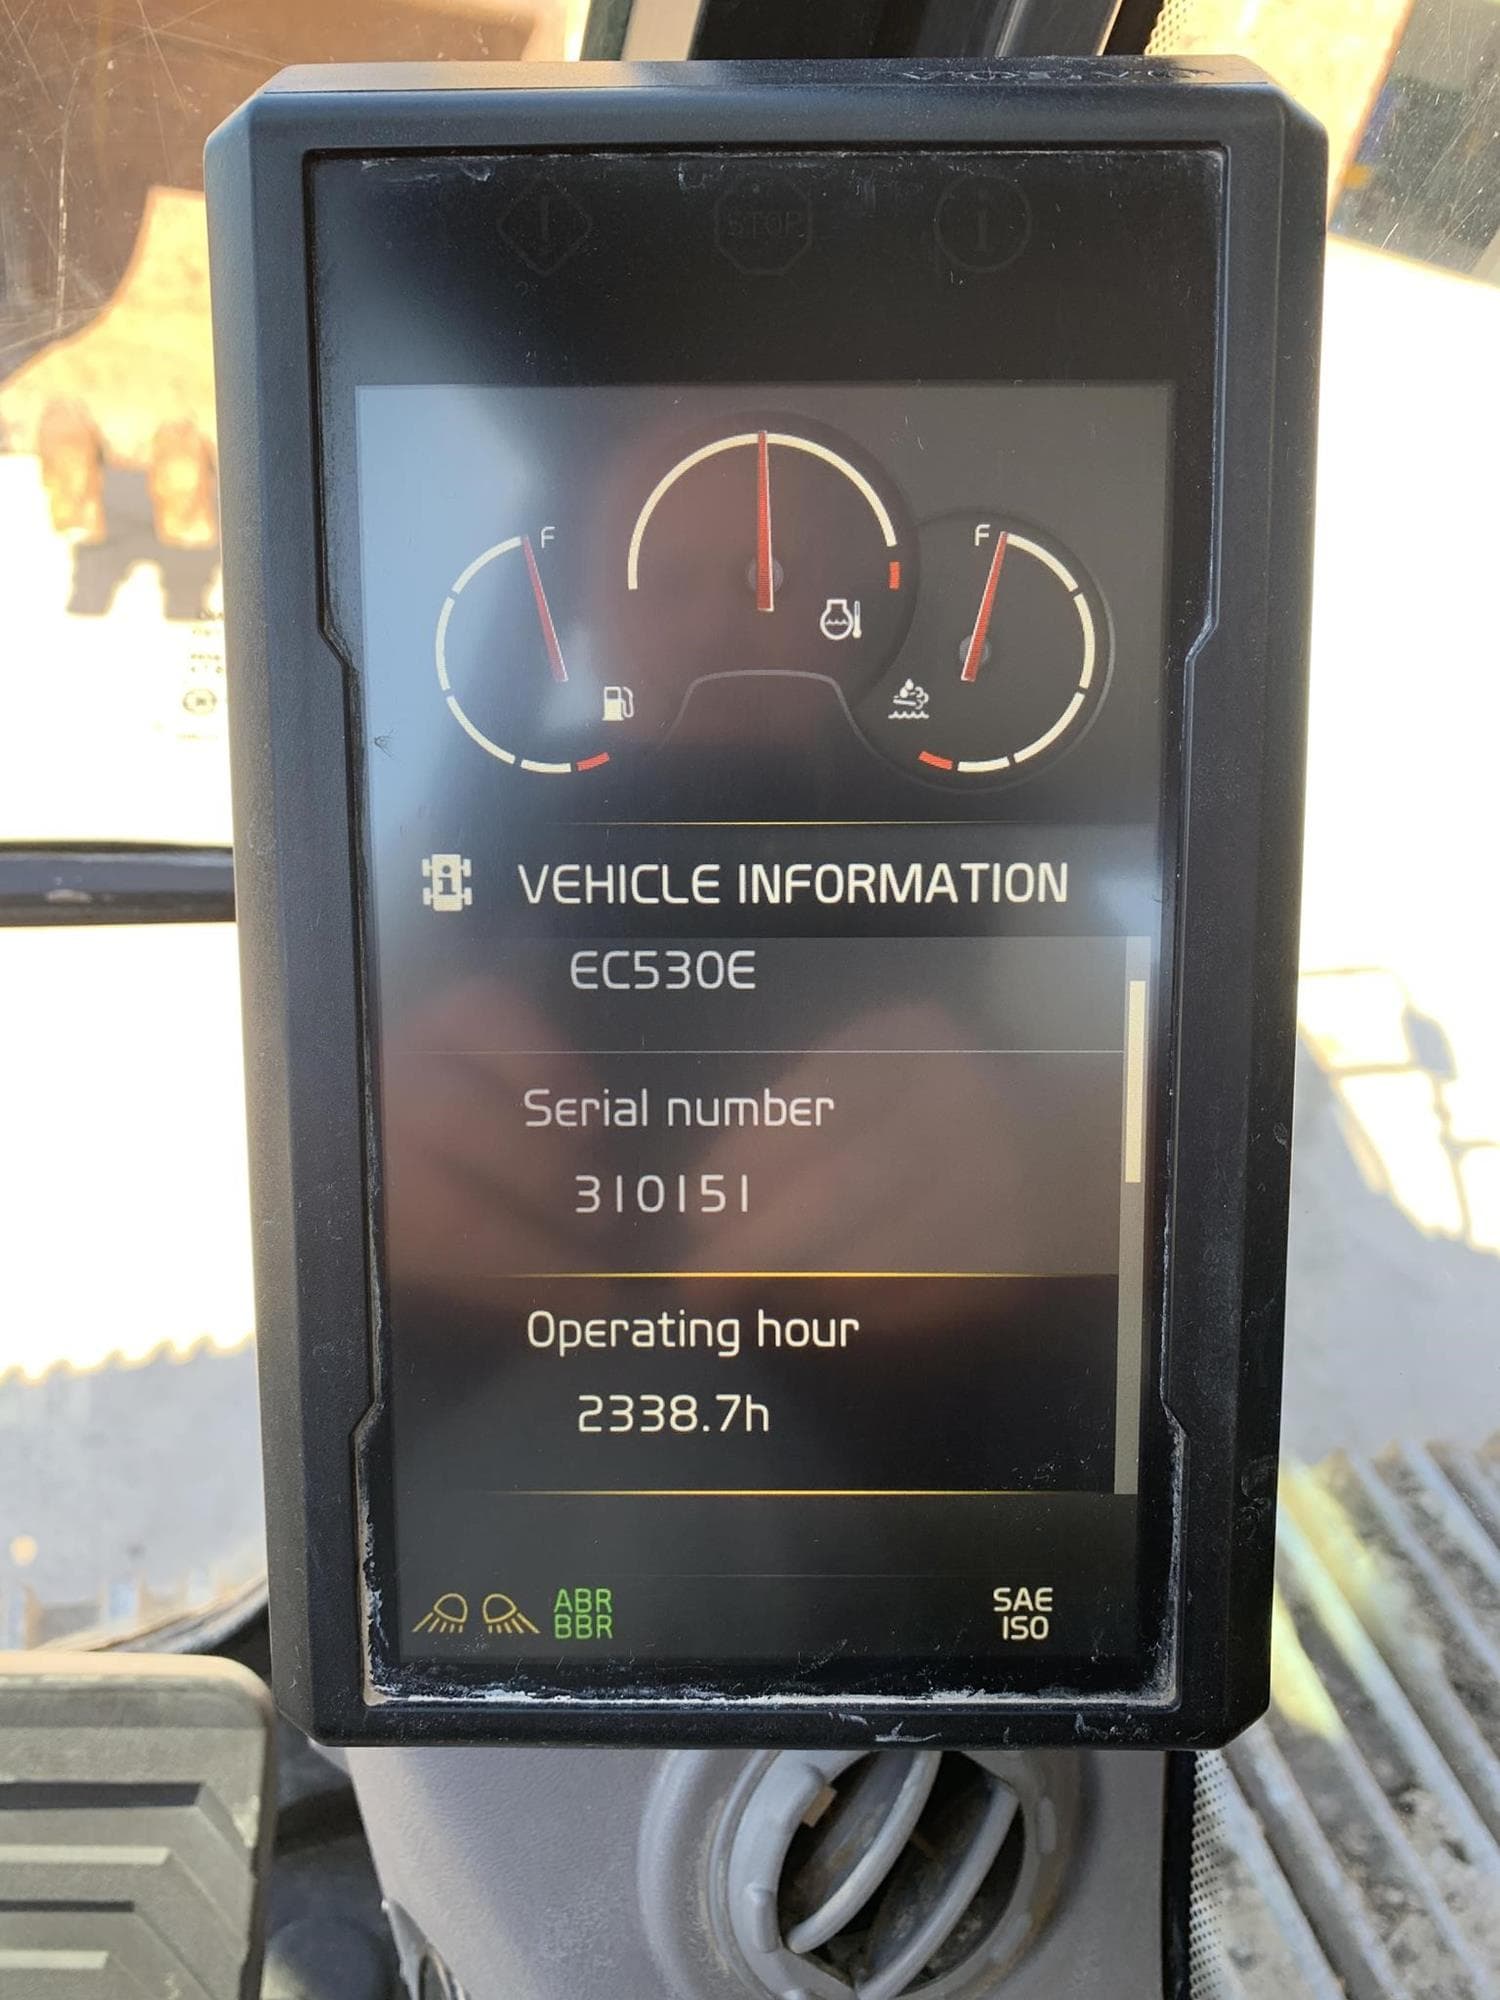 STOP
F
F
VEHICLE INFORMATION
EC530E
Serial number
310151
Operating hour
2338.7h
ABR
BBR
SAE
ISO